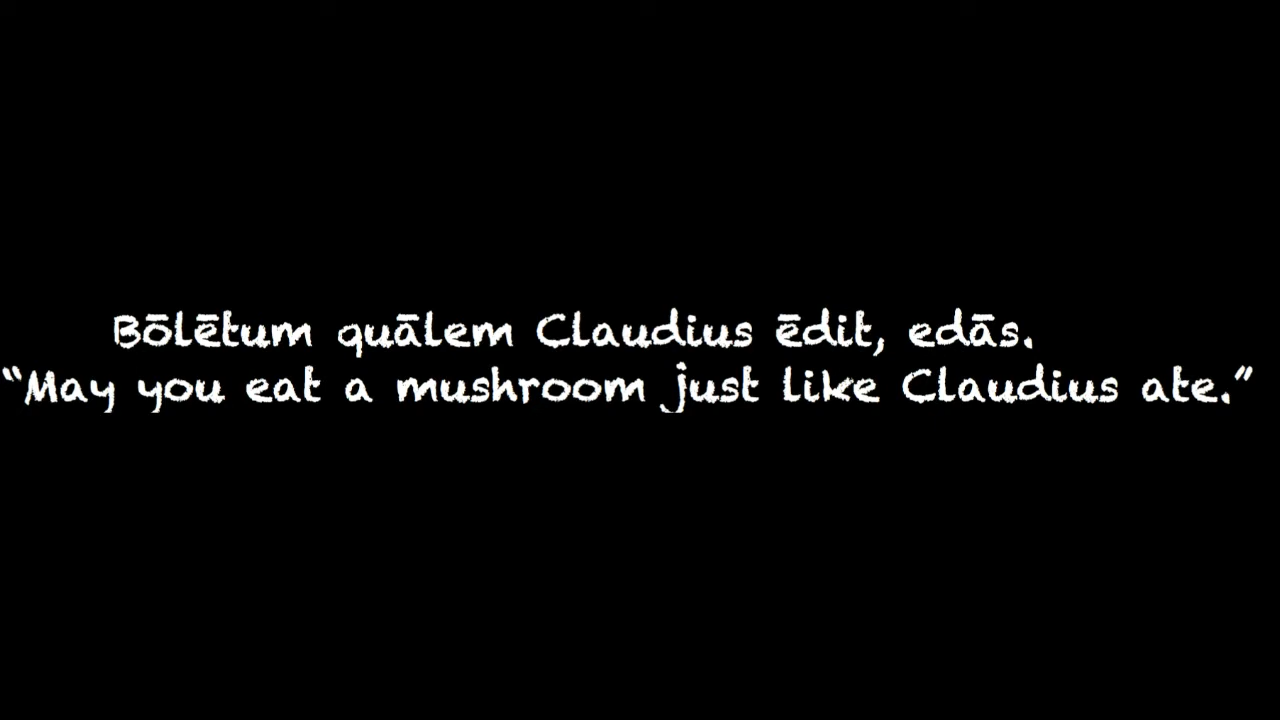 Bōlētum quālem Claudius ēdit, edās.
“May you eat a mushroom just like Claudius ate.”